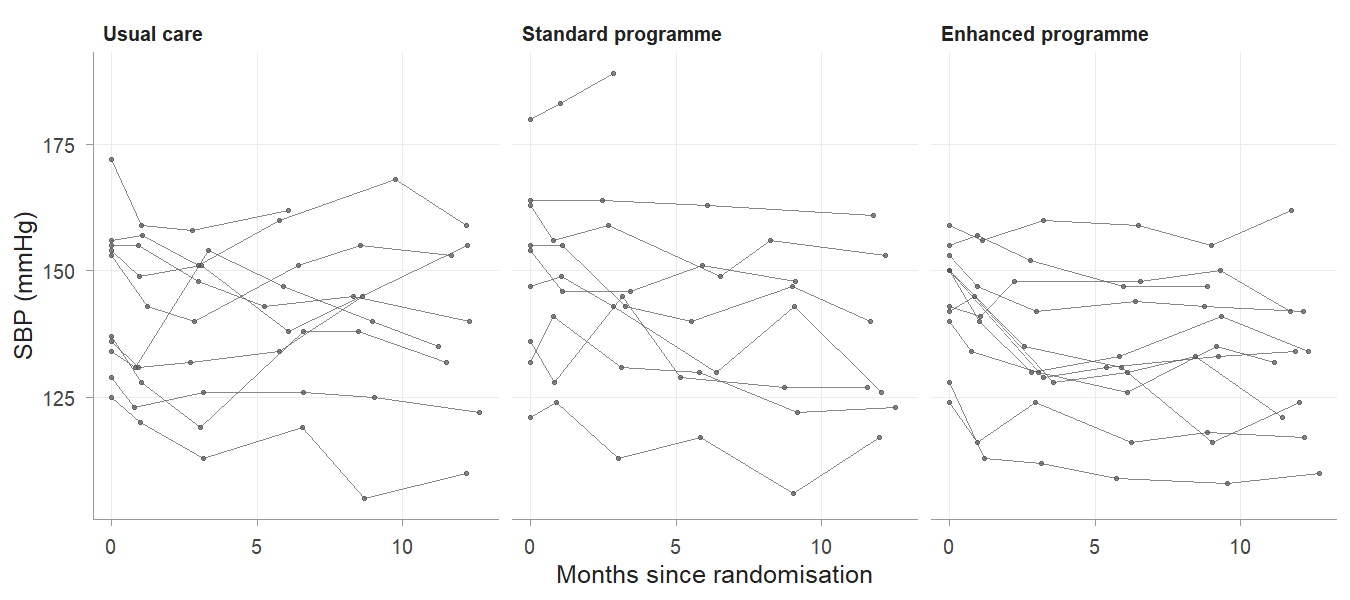 Usual care
Standard programme
Enhanced programme
SBP (mmHg)
175
150
125
0 5 10
0 5 10
0 5 10
Months since randomisation